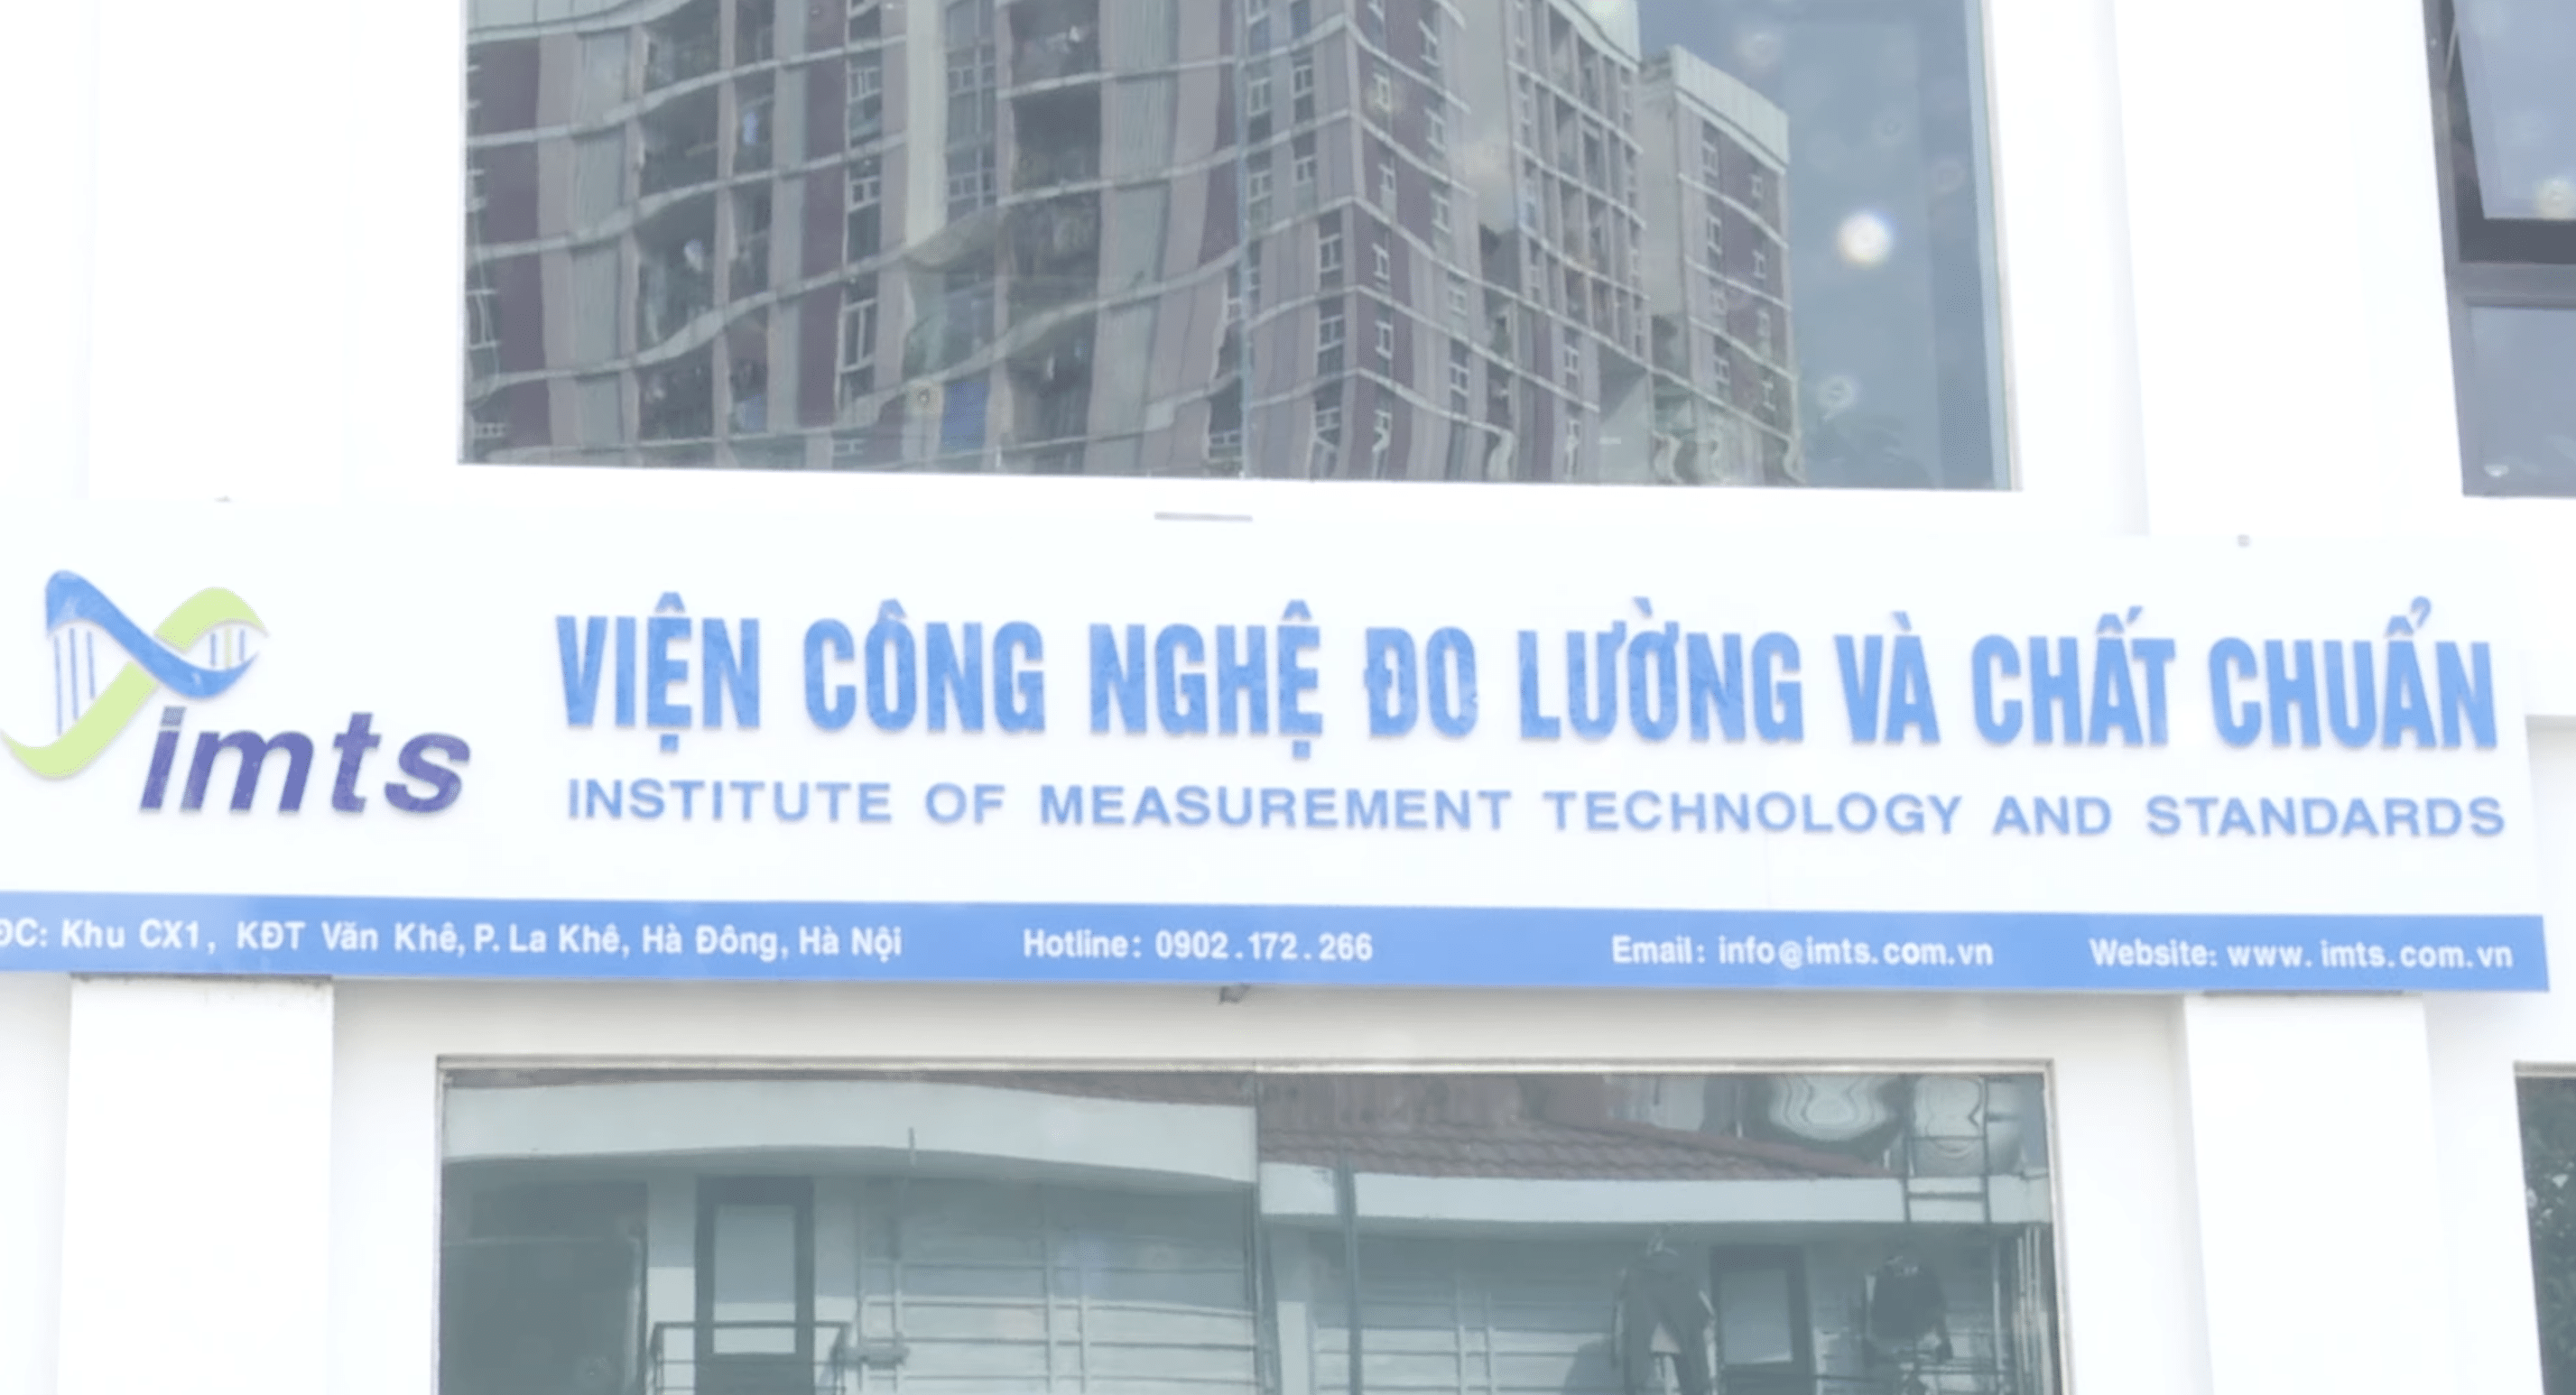 imts
VIỆN CÔNG NGHỆ ĐO LƯỜNG VÀ CHẤT CHUẨN
INSTITUTE OF MEASUREMENT TECHNOLOGY AND STANDARDS
ĐC: Khu CX1, KĐT Văn Khê, P. La Khê, Hà Đông, Hà Nội Hotline: 0902.172.266 Email: info@imts.com.vn Website: www.imts.com.vn